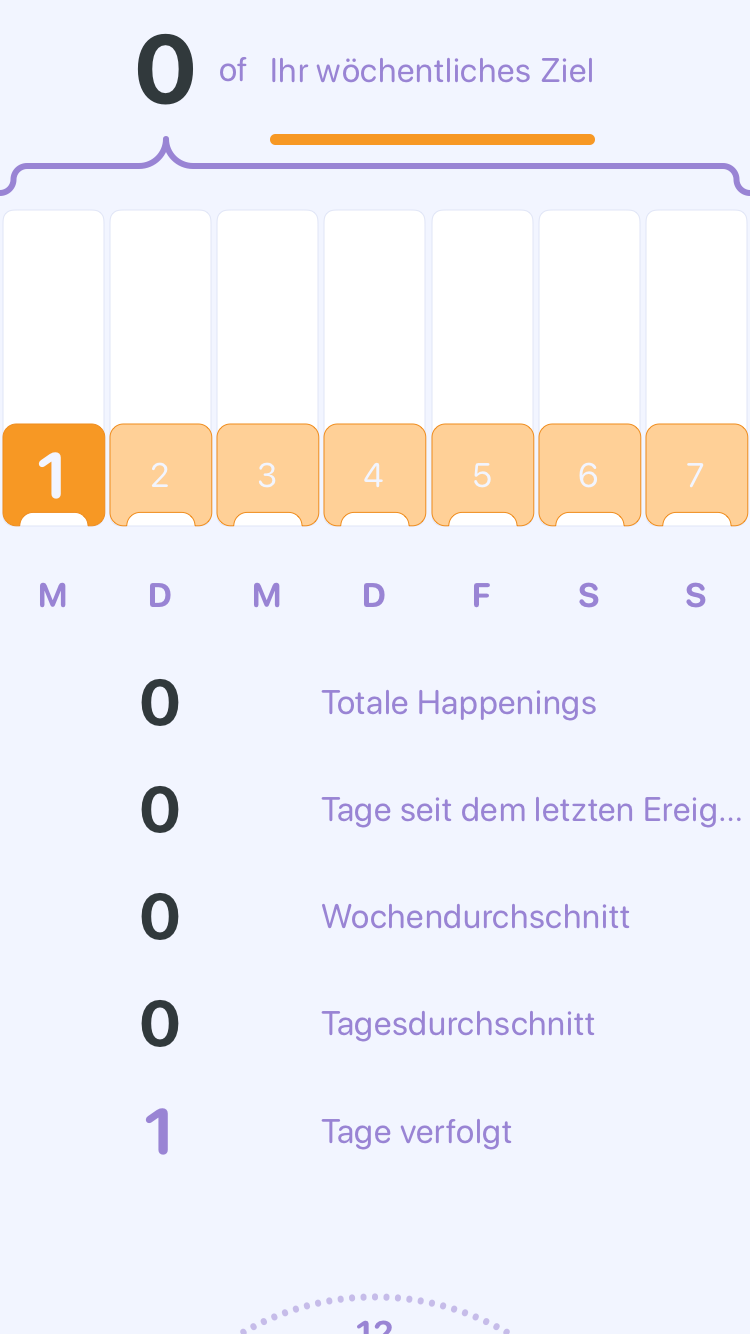 0 of Ihr wöchentliches Ziel
1 2 3 4 5 6 7
M D M D F S S
0 Totale Happenings
0 Tage seit dem letzten Ereig...
0 Wochendurchschnitt
0 Tagesdurchschnitt
1 Tage verfolgt
12